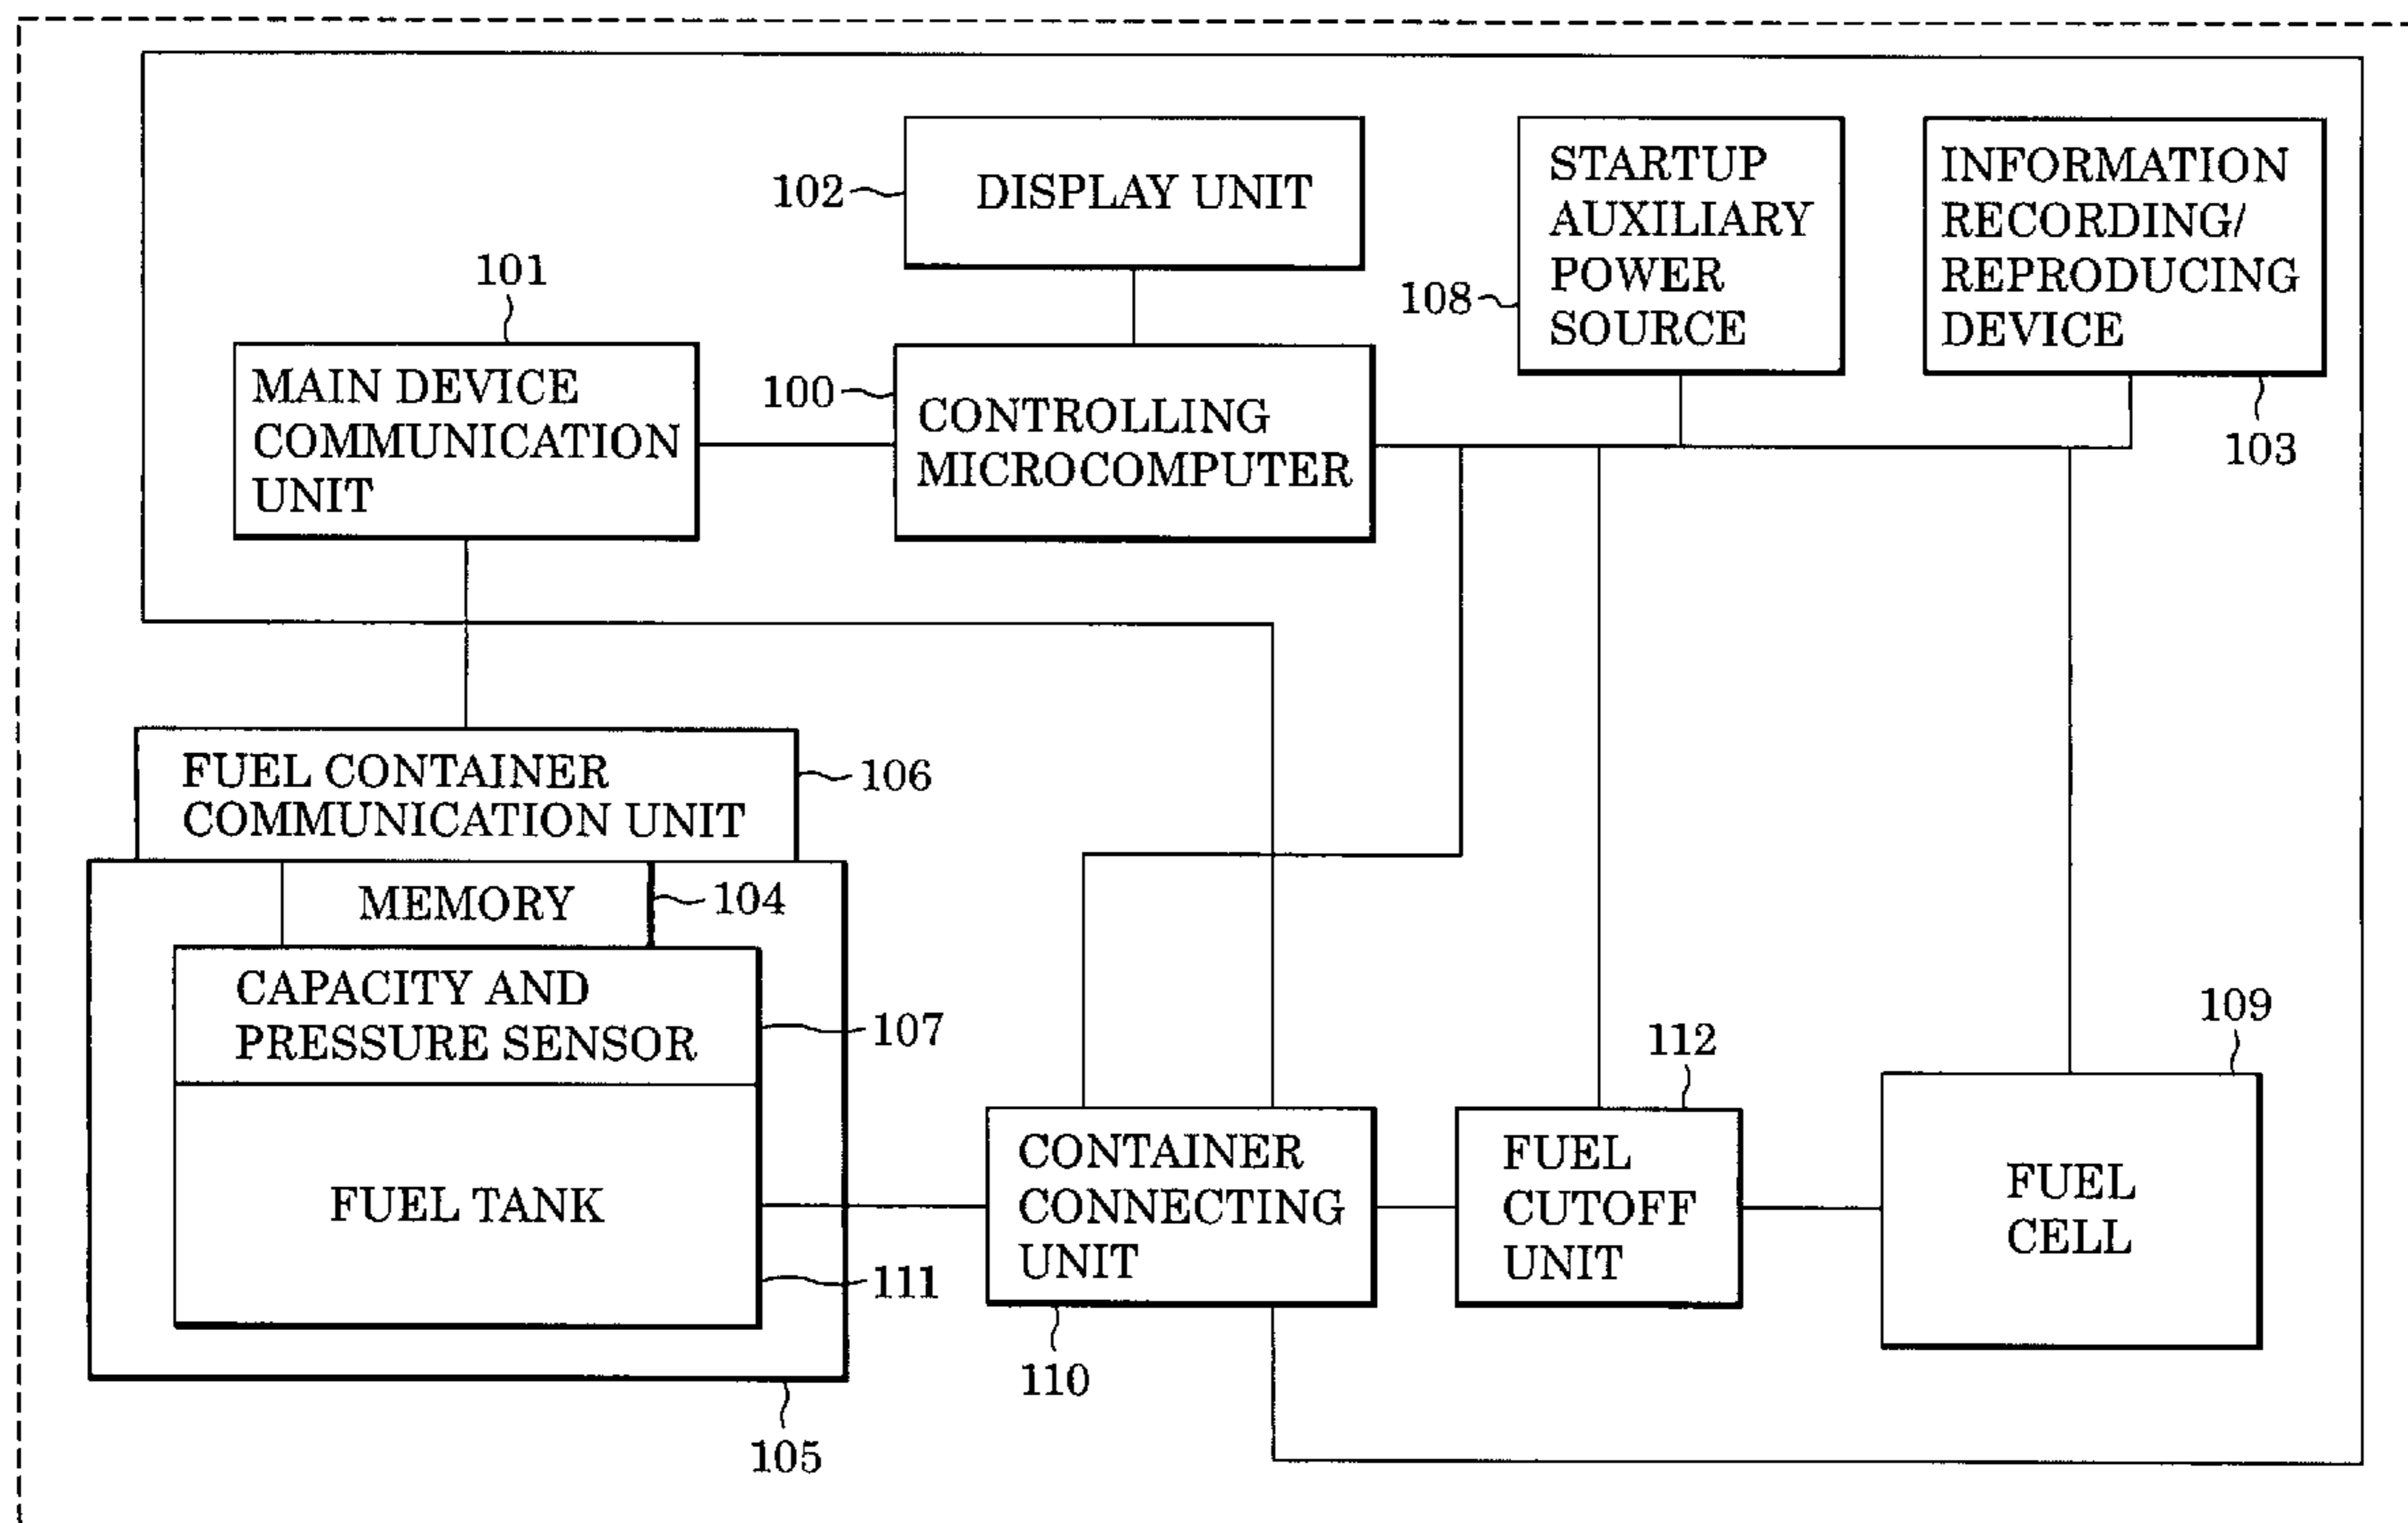 102
DISPLAY UNIT
STARTUP
AUXILIARY
POWER
SOURCE
108
INFORMATION
RECORDING/
REPRODUCING
DEVICE
103
101
MAIN DEVICE
COMMUNICATION
UNIT
100
CONTROLLING
MICROCOMPUTER
FUEL CONTAINER
COMMUNICATION UNIT
106
MEMORY
104
CAPACITY AND
PRESSURE SENSOR
107
FUEL TANK
111
105
CONTAINER
CONNECTING
UNIT
110
112
FUEL
CUTOFF
UNIT
109
FUEL
CELL